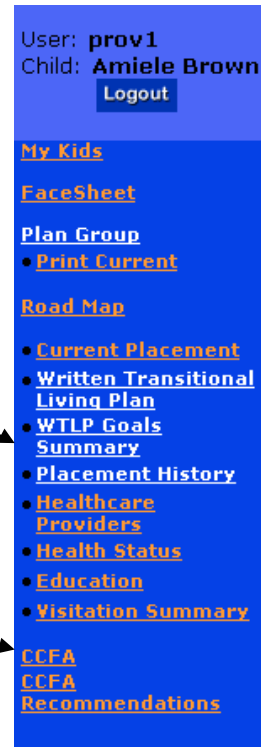 User: prov1
Child: Amiele Brown
Logout
My Kids
FaceSheet
Plan Group
Print Current
Road Map
Current Placement
Written Transitional
Living Plan
WTLP Goals
Summary
Placement History
Healthcare
Providers
Health Status
Education
Visitation Summary
CCFA
CCFA
Recommendations